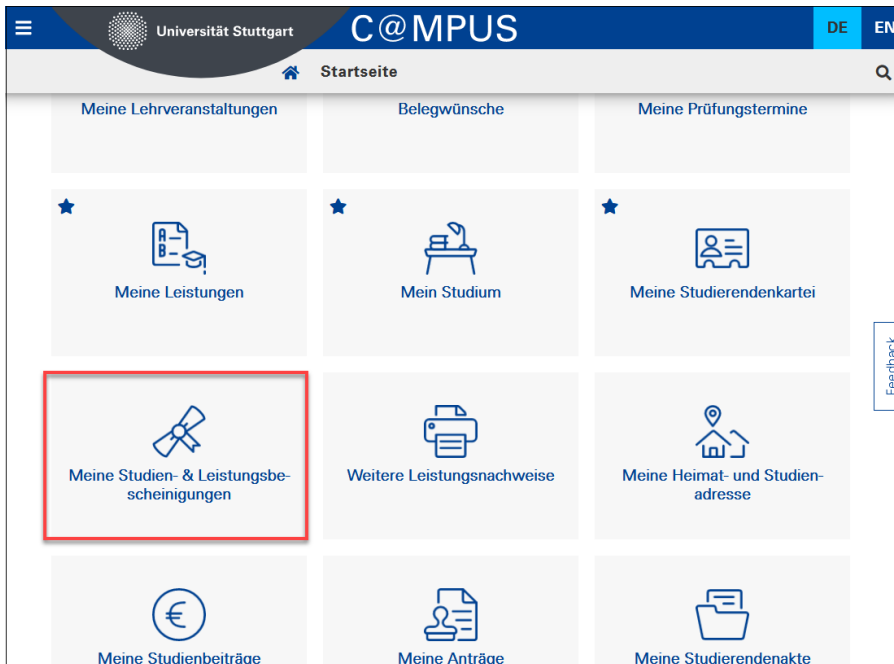 Universität Stuttgart
C@MPUS
DE
EN
Startseite
Meine Lehrveranstaltungen
Belegwünsche
Meine Prüfungstermine
A
B
Meine Leistungen
Mein Studium
Meine Studierendenkartei
Feedback
Meine Studien- & Leistungsbe-
scheinigungen
Weitere Leistungsnachweise
Meine Heimat- und Studien-
adresse
€
Meine Studienbeiträge
Meine Anträge
Meine Studierendenakte